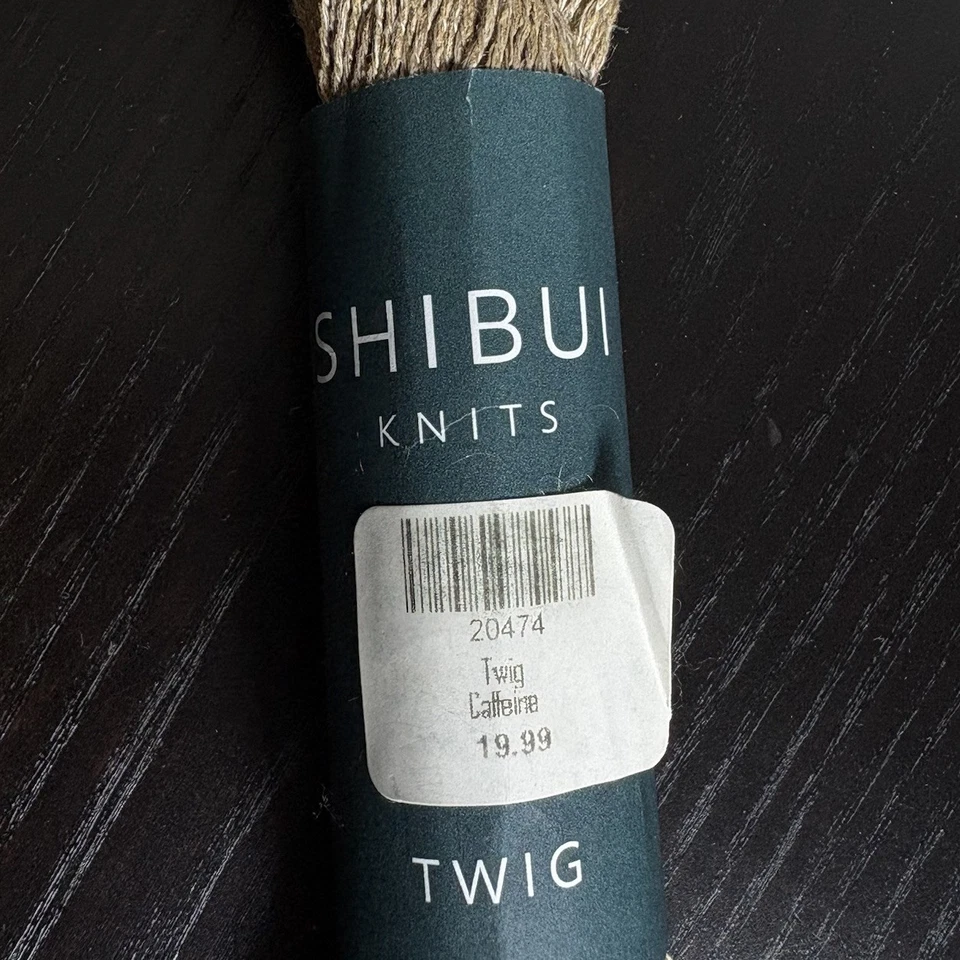 SHIBUI
KNITS
20474
Twig
Caffeine
19.99
TWIG